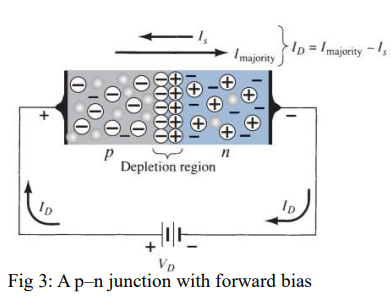 I_s
I_majority
I_D = I_majority − I_s
+
−
p
n
Depletion region
I_D
I_D
+
−
V_D
Fig 3: A p–n junction with forward bias